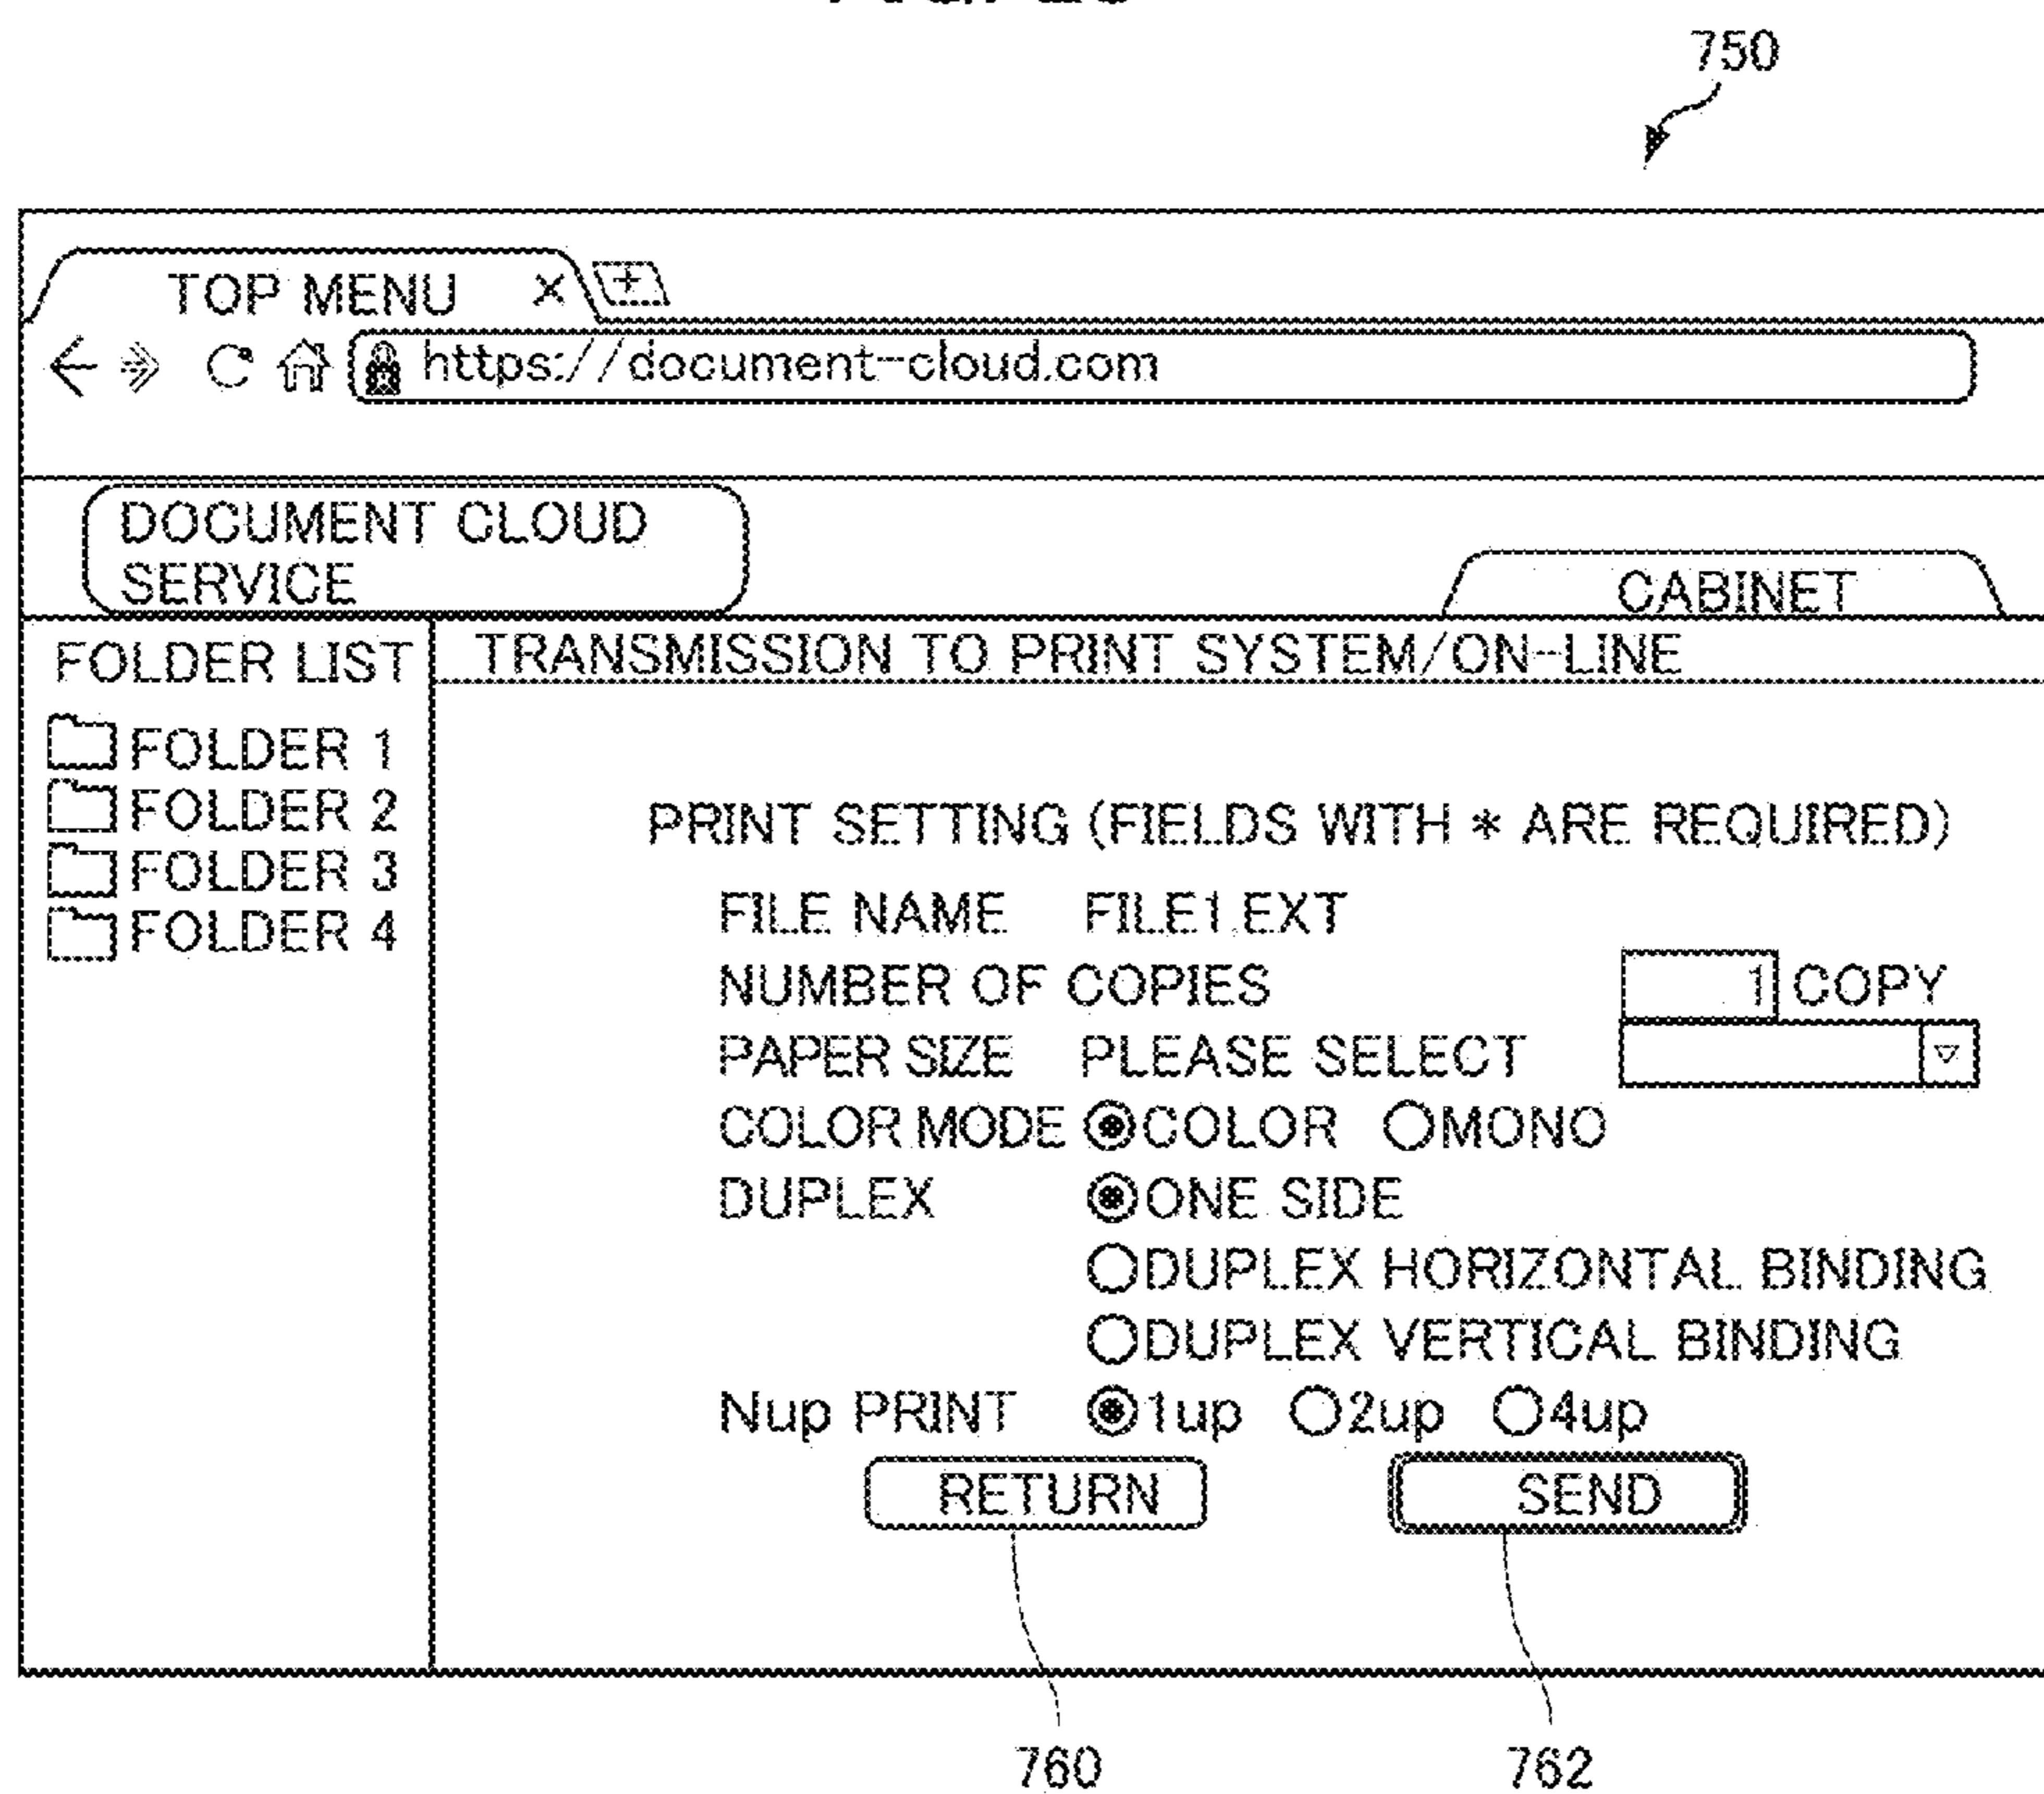 750
TOP MENU × +
https://document-cloud.com
DOCUMENT CLOUD
SERVICE
CABINET
FOLDER LIST
TRANSMISSION TO PRINT SYSTEM/ON-LINE
FOLDER 1
FOLDER 2
FOLDER 3
FOLDER 4
PRINT SETTING (FIELDS WITH * ARE REQUIRED)
FILE NAME FILE1.EXT
NUMBER OF COPIES 1 COPY
PAPER SIZE PLEASE SELECT
COLOR MODE COLOR MONO
DUPLEX ONE SIDE
DUPLEX HORIZONTAL BINDING
DUPLEX VERTICAL BINDING
Nup PRINT 1up 2up 4up
RETURN SEND
760 762